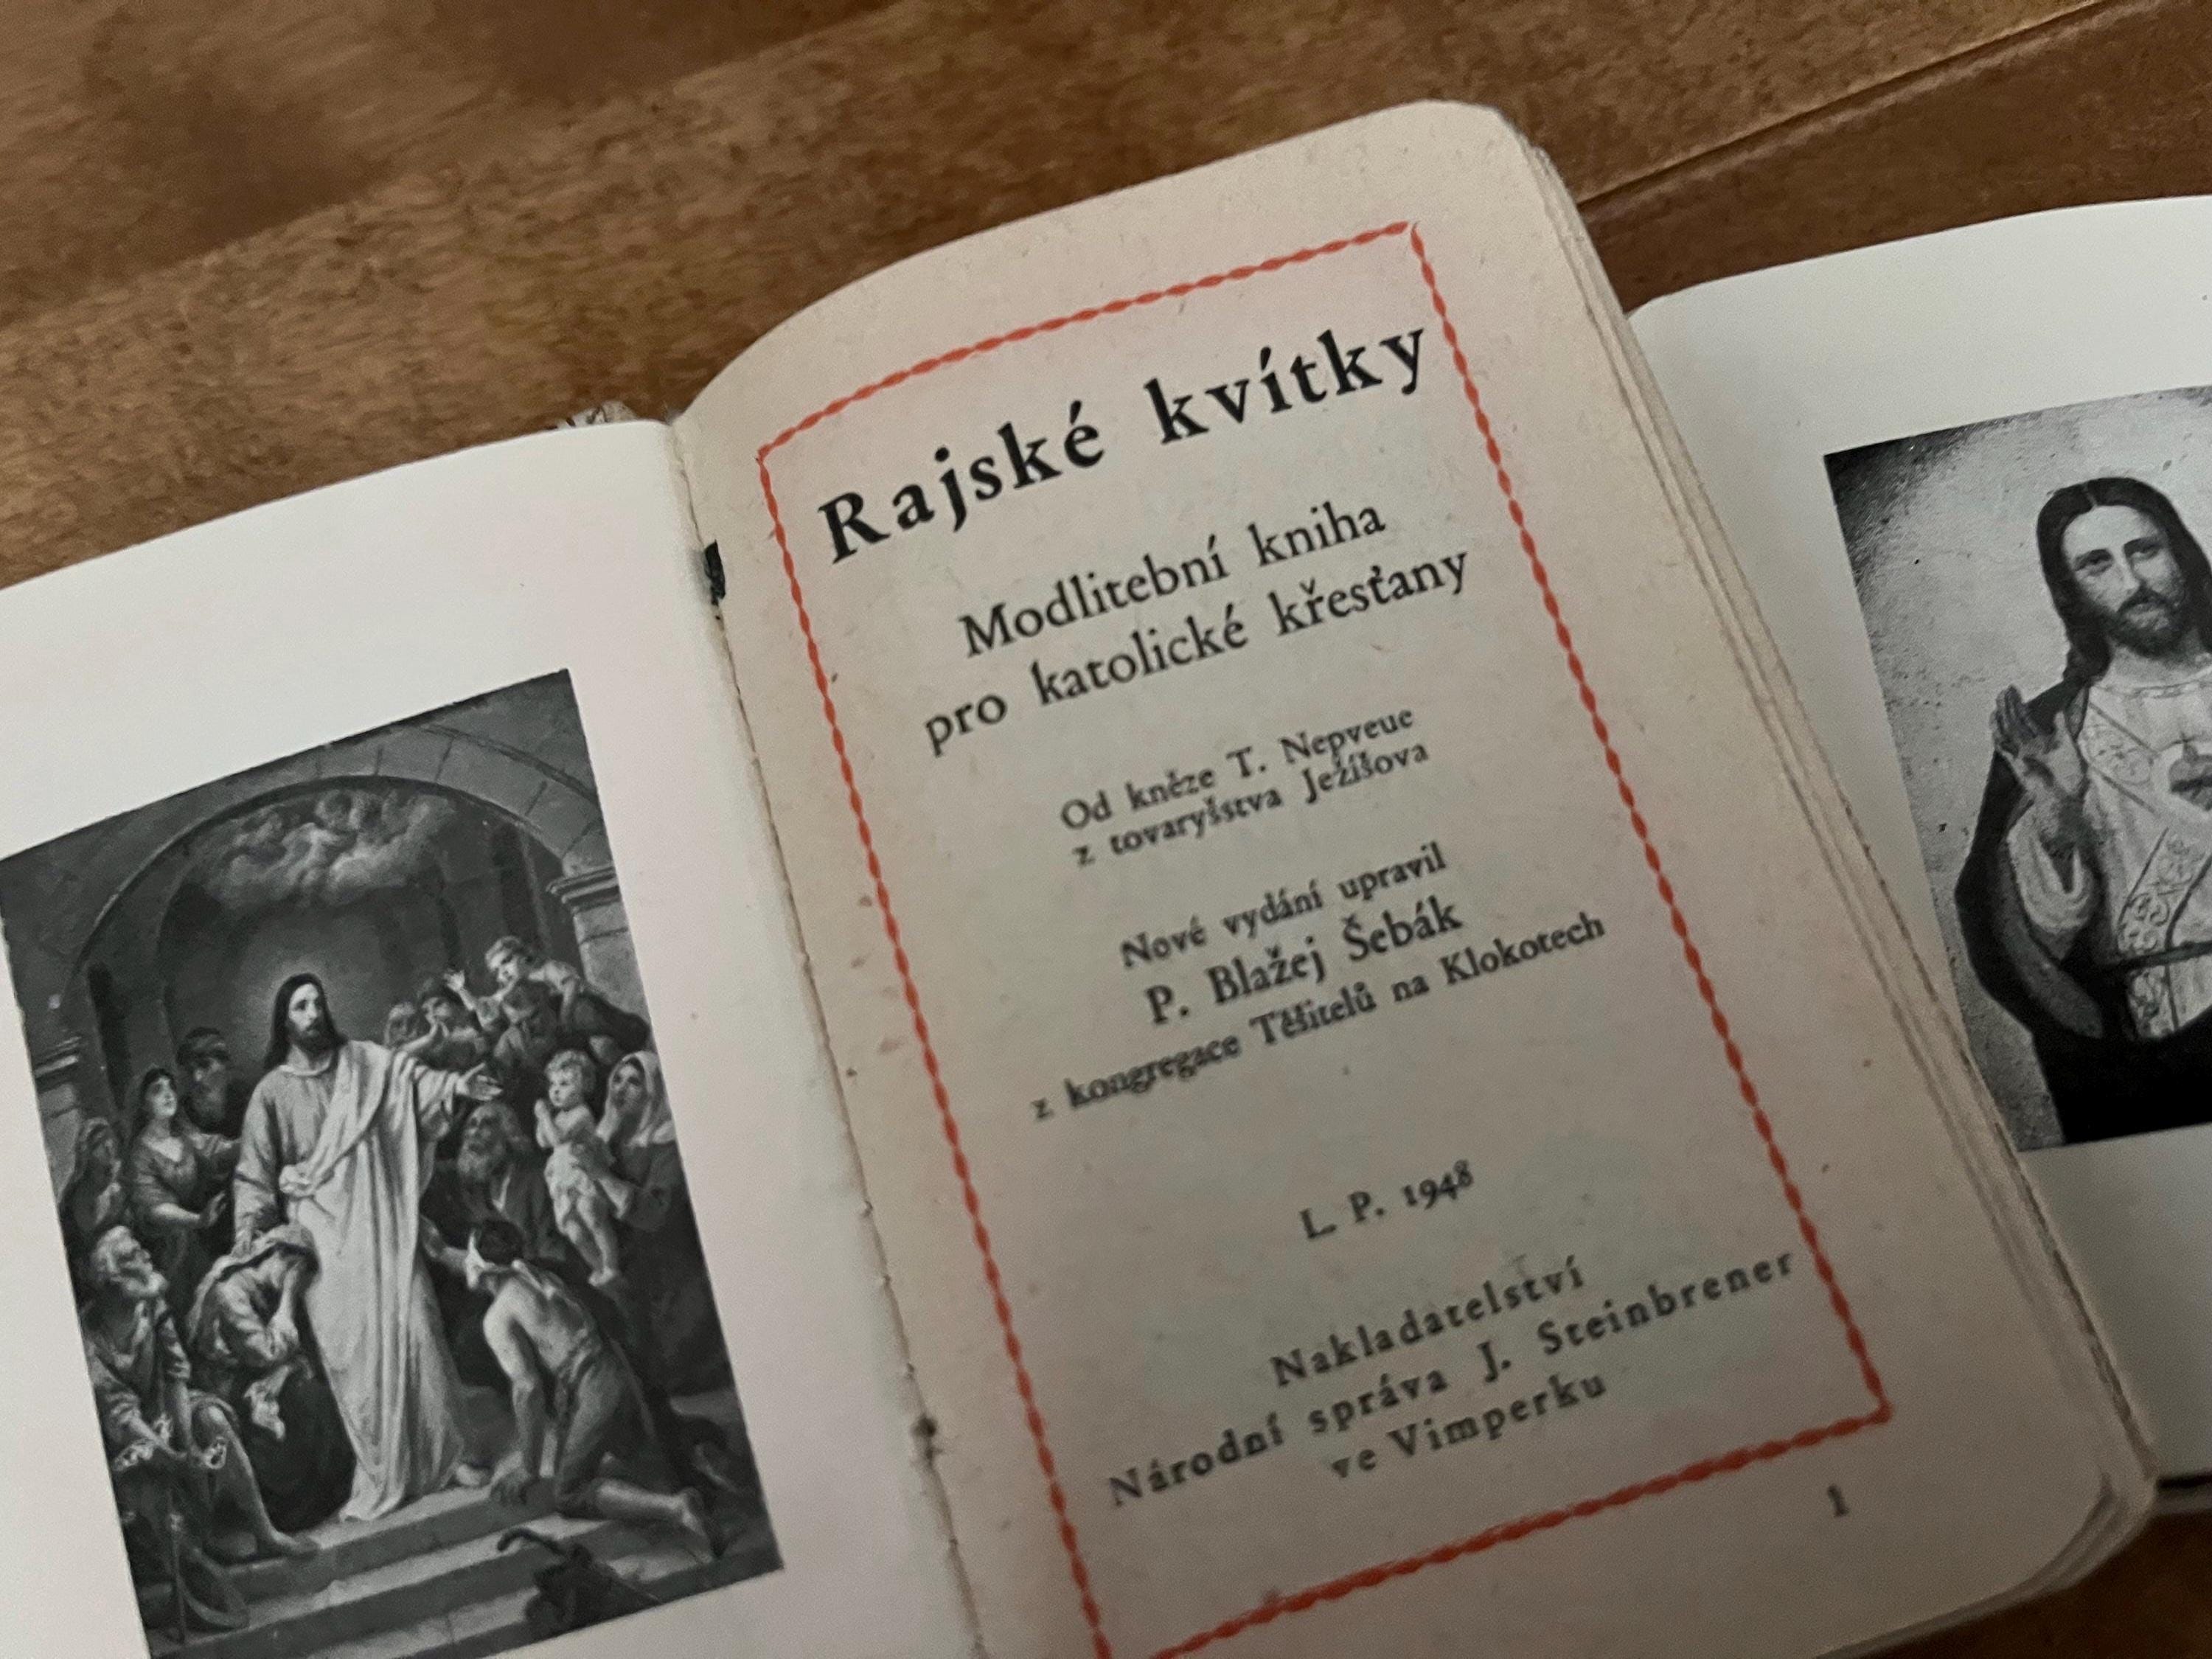 Rajské kvítky
Modlitební kniha
pro katolické křesťany
Od kněze T. Nepveue
z tovaryšstva Ježíšova
Nové vydání upravil
P. Blažej Šebák
z kongregace Těšitelů na Klokotech
L. P. 1948
Nakladatelství
Národní správa J. Steinbrener
ve Vimperku
1